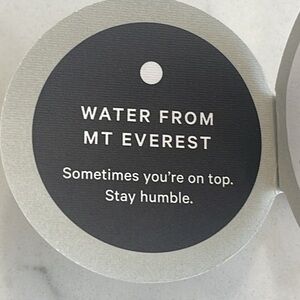 WATER FROM
MT EVEREST
Sometimes you're on top.
Stay humble.